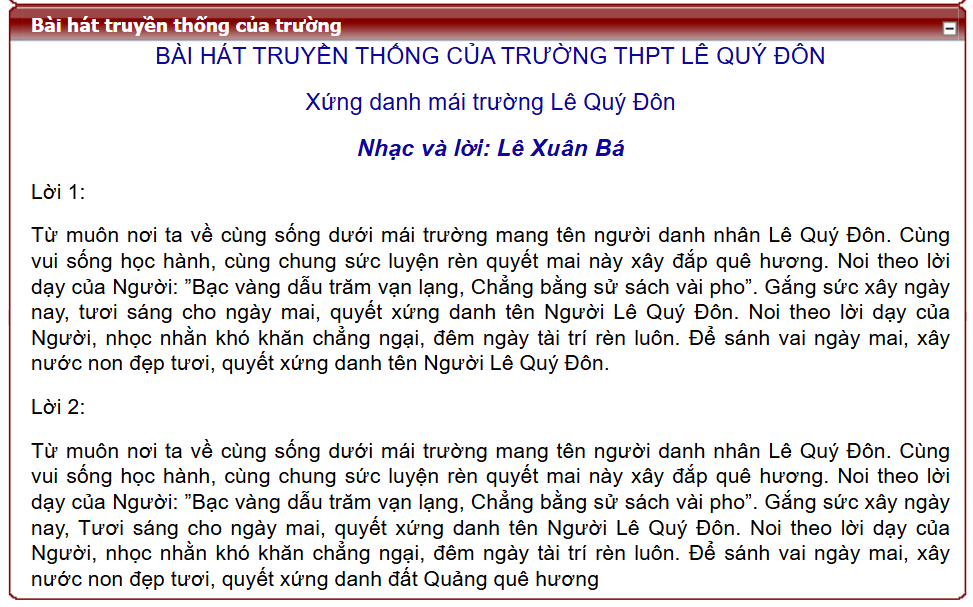 Bài hát truyền thống của trường
BÀI HÁT TRUYỀN THỐNG CỦA TRƯỜNG THPT LÊ QUÝ ĐÔN
Xứng danh mái trường Lê Quý Đôn
Nhạc và lời: Lê Xuân Bá
Lời 1:
Từ muôn nơi ta về cùng sống dưới mái trường mang tên người danh nhân Lê Quý Đôn. Cùng
vui sống học hành, cùng chung sức luyện rèn quyết mai này xây đắp quê hương. Noi theo lời
dạy của Người: ”Bạc vàng dẫu trăm vạn lạng, Chẳng bằng sử sách vài pho”. Gắng sức xây ngày
nay, tươi sáng cho ngày mai, quyết xứng danh tên Người Lê Quý Đôn. Noi theo lời dạy của
Người, nhọc nhằn khó khăn chẳng ngại, đêm ngày tài trí rèn luôn. Để sánh vai ngày mai, xây
nước non đẹp tươi, quyết xứng danh tên Người Lê Quý Đôn.
Lời 2:
Từ muôn nơi ta về cùng sống dưới mái trường mang tên người danh nhân Lê Quý Đôn. Cùng
vui sống học hành, cùng chung sức luyện rèn quyết mai này xây đắp quê hương. Noi theo lời
dạy của Người: ”Bạc vàng dẫu trăm vạn lạng, Chẳng bằng sử sách vài pho”. Gắng sức xây ngày
nay, Tươi sáng cho ngày mai, quyết xứng danh tên Người Lê Quý Đôn. Noi theo lời dạy của
Người, nhọc nhằn khó khăn chẳng ngại, đêm ngày tài trí rèn luôn. Để sánh vai ngày mai, xây
nước non đẹp tươi, quyết xứng danh đất Quảng quê hương